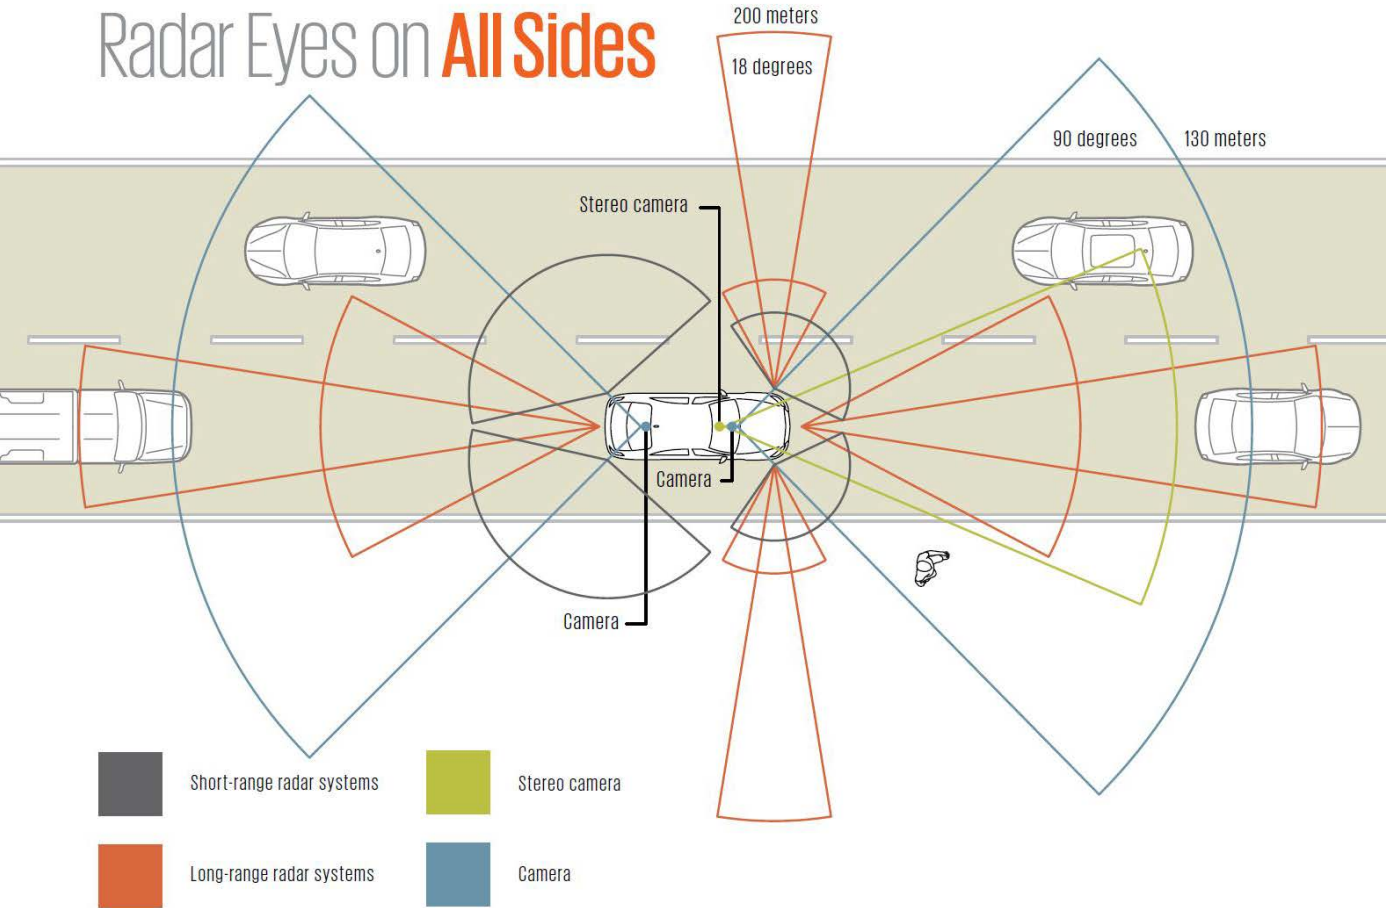 Radar Eyes on All Sides
200 meters
18 degrees
90 degrees
130 meters
Stereo camera
Camera
Camera
Short-range radar systems
Stereo camera
Long-range radar systems
Camera